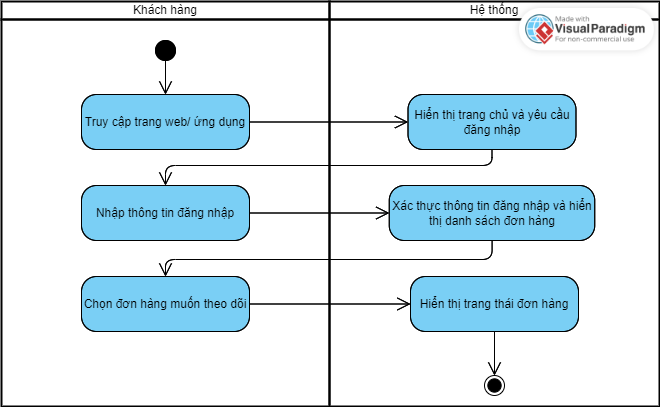 Khách hàng
Hệ thống
Made with
VisualParadigm
For non-commercial use
Truy cập trang web/ ứng dụng
Hiển thị trang chủ và yêu cầu
đăng nhập
Nhập thông tin đăng nhập
Xác thực thông tin đăng nhập và hiển
thị danh sách đơn hàng
Chọn đơn hàng muốn theo dõi
Hiển thị trang thái đơn hàng